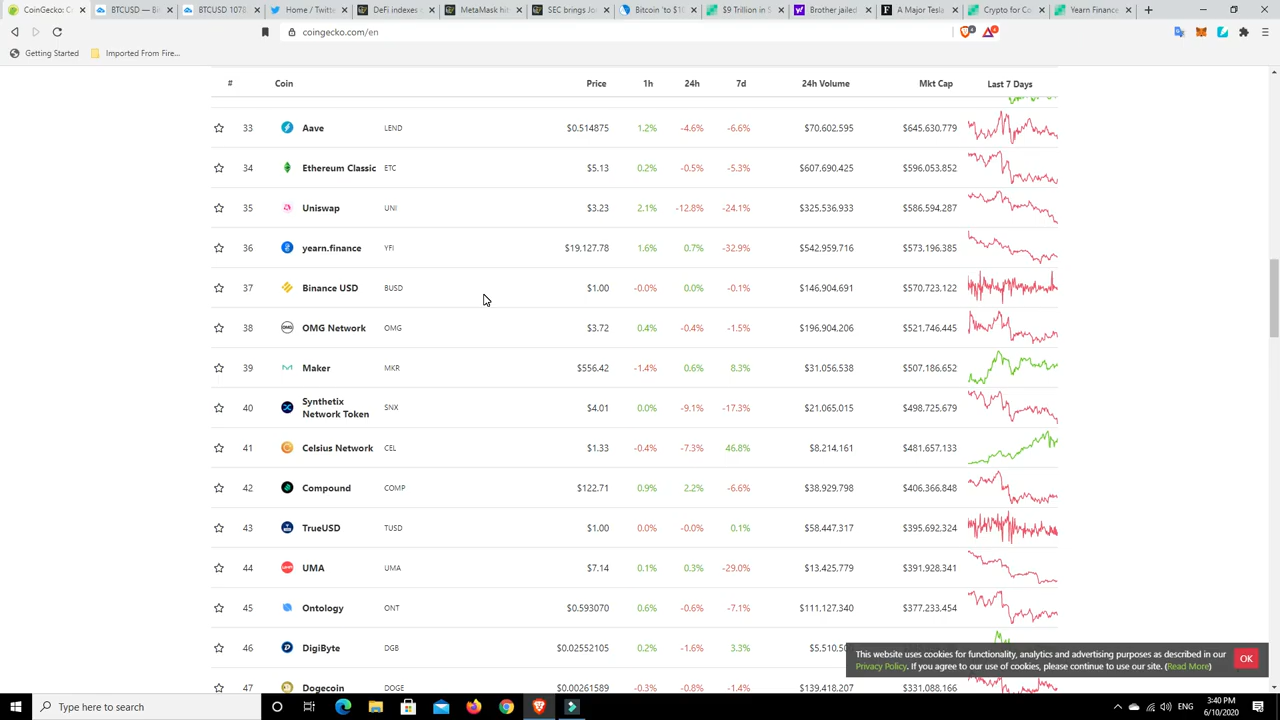 CoinGecko: C
BTCUSD — Bi
BTCUSD 1078
Home / Twitte
DeFi indexes c
MetaMask hit
SEC brings Jo
Bitcoin 'to $1
$9 Trillion in S
Brother jailed
A Major Tesla
Crypto for Co
Yearn Finance
coingecko.com/en
Getting Started Imported From Fire...
# Coin Price 1h 24h 7d 24h Volume Mkt Cap Last 7 Days
33 Aave LEND $0.514875 1.2% -4.6% -6.6% $70,602,595 $645,630,779
34 Ethereum Classic ETC $5.13 0.2% -0.5% -5.3% $607,690,425 $596,053,852
35 Uniswap UNI $3.23 2.1% -12.8% -24.1% $325,536,933 $586,594,287
36 yearn.finance YFI $19,127.78 1.6% 0.7% -32.9% $542,959,716 $573,196,385
37 Binance USD BUSD $1.00 -0.0% 0.0% -0.1% $146,904,691 $570,723,122
38 OMG Network OMG $3.72 0.4% -0.4% -1.5% $196,904,206 $521,746,445
39 Maker MKR $556.42 -1.4% 0.6% 8.3% $31,056,538 $507,186,652
40 Synthetix Network Token SNX $4.01 0.0% -9.1% -17.3% $21,065,015 $498,725,679
41 Celsius Network CEL $1.33 -0.4% -7.3% 46.8% $8,214,161 $481,657,133
42 Compound COMP $122.71 0.9% 2.2% -6.6% $38,929,798 $406,366,848
43 TrueUSD TUSD $1.00 0.0% -0.0% 0.1% $58,447,317 $395,692,324
44 UMA UMA $7.14 0.1% 0.3% -29.0% $13,425,779 $391,928,341
45 Ontology ONT $0.593070 0.6% -0.6% -7.1% $111,127,340 $377,233,454
46 DigiByte DGB $0.02552105 0.2% -1.6% 3.3% $5,510,50
47 Dogecoin DOGE $0.00261589 -0.3% -0.8% -1.4% $139,418,207 $331,088,166
This website uses cookies for functionality, analytics and advertising purposes as described in our
Privacy Policy. If you agree to our use of cookies, please continue to use our site. (Read More)
OK
Type here to search
ENG
3:40 PM
6/10/2020